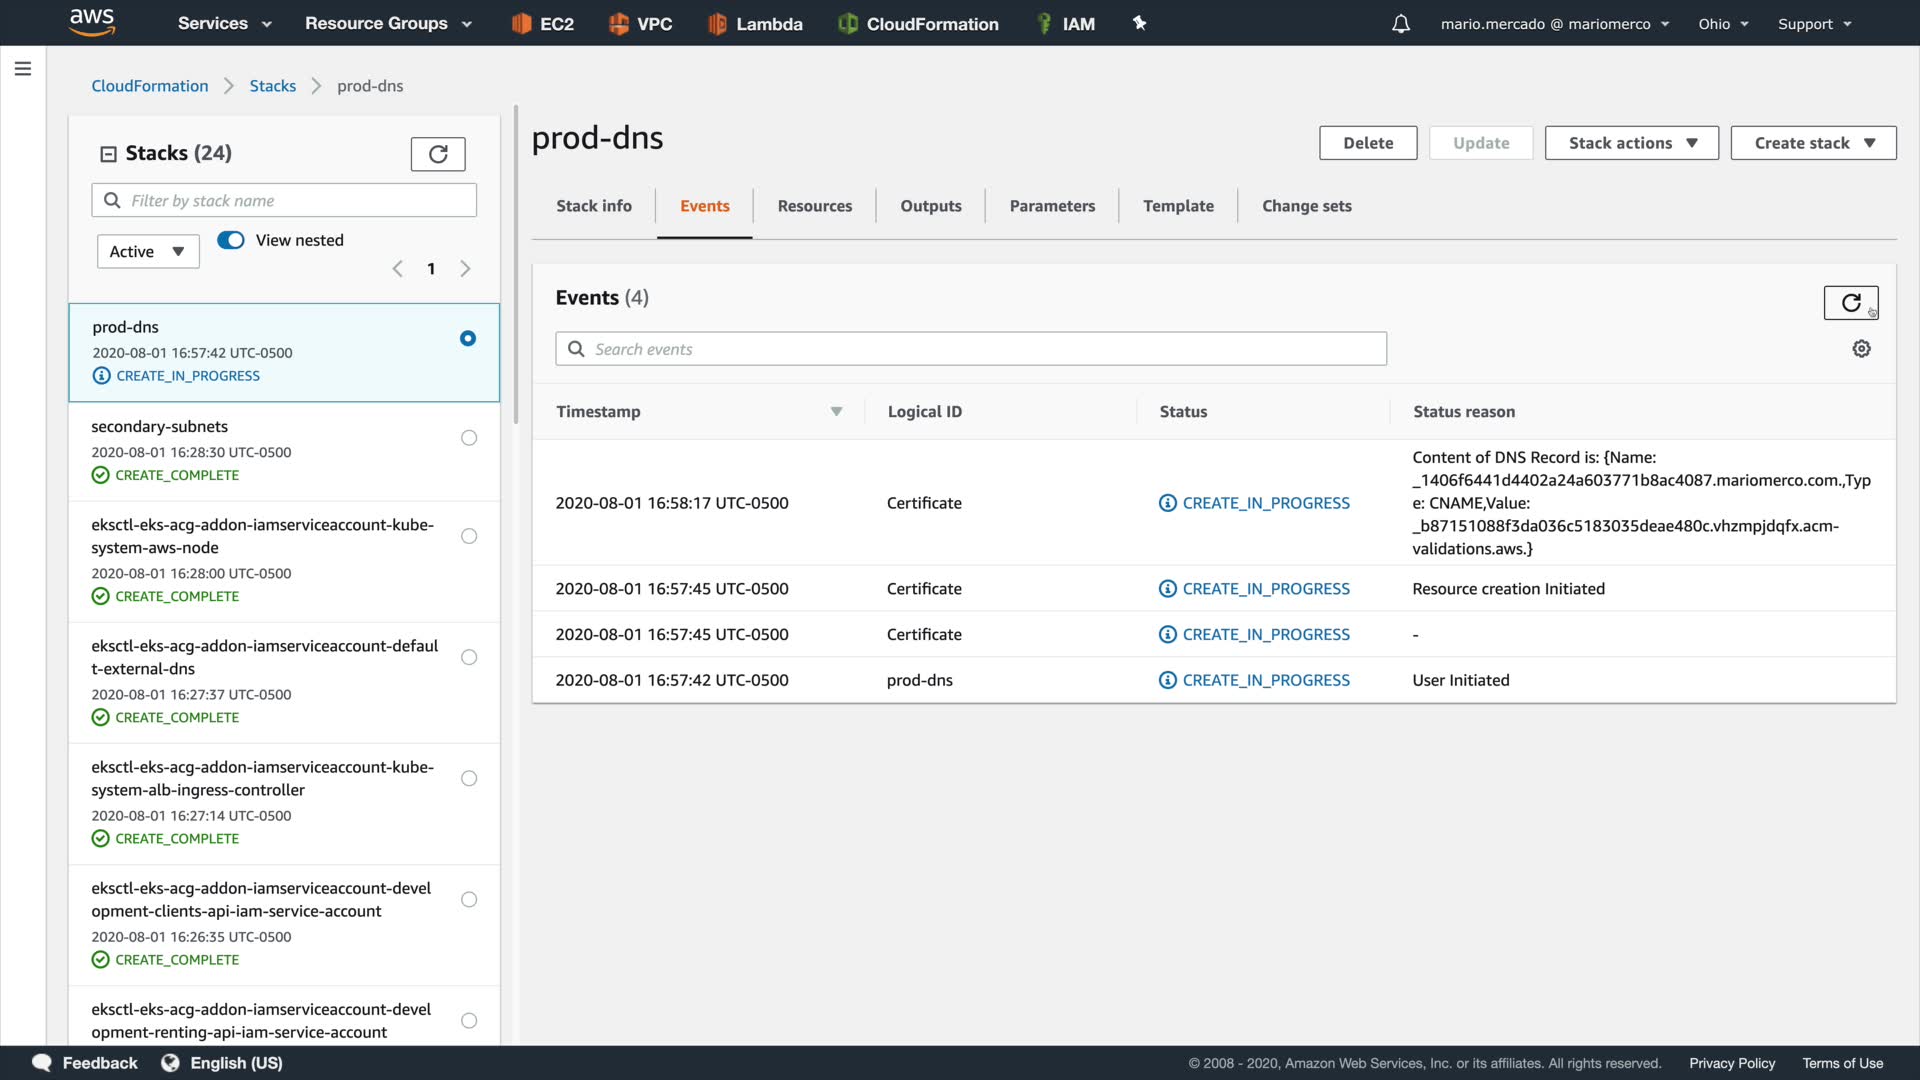 aws
Services
Resource Groups
EC2
VPC
Lambda
CloudFormation
IAM
mario.mercado @ mariomerco
Ohio
Support
CloudFormation
Stacks
prod-dns
Stacks (24)
Filter by stack name
Active
View nested
1
prod-dns
2020-08-01 16:57:42 UTC-0500
CREATE_IN_PROGRESS
secondary-subnets
2020-08-01 16:28:30 UTC-0500
CREATE_COMPLETE
eksctl-eks-acg-addon-iamserviceaccount-kube-
system-aws-node
2020-08-01 16:28:00 UTC-0500
CREATE_COMPLETE
eksctl-eks-acg-addon-iamserviceaccount-defaul
t-external-dns
2020-08-01 16:27:37 UTC-0500
CREATE_COMPLETE
eksctl-eks-acg-addon-iamserviceaccount-kube-
system-alb-ingress-controller
2020-08-01 16:27:14 UTC-0500
CREATE_COMPLETE
eksctl-eks-acg-addon-iamserviceaccount-devel
opment-clients-api-iam-service-account
2020-08-01 16:26:35 UTC-0500
CREATE_COMPLETE
eksctl-eks-acg-addon-iamserviceaccount-devel
opment-renting-api-iam-service-account
prod-dns
Delete
Update
Stack actions
Create stack
Stack info
Events
Resources
Outputs
Parameters
Template
Change sets
Events (4)
Search events
Timestamp
Logical ID
Status
Status reason
2020-08-01 16:58:17 UTC-0500
Certificate
CREATE_IN_PROGRESS
Content of DNS Record is: {Name:
_1406f6441d4402a24a603771b8ac4087.mariomerco.com.,Typ
e: CNAME,Value:
_b87151088f3da036c5183035deae480c.vhzmpjdqfx.acm-
validations.aws.}
2020-08-01 16:57:45 UTC-0500
Certificate
CREATE_IN_PROGRESS
Resource creation Initiated
2020-08-01 16:57:45 UTC-0500
Certificate
CREATE_IN_PROGRESS
-
2020-08-01 16:57:42 UTC-0500
prod-dns
CREATE_IN_PROGRESS
User Initiated
Feedback
English (US)
© 2008 - 2020, Amazon Web Services, Inc. or its affiliates. All rights reserved.
Privacy Policy
Terms of Use